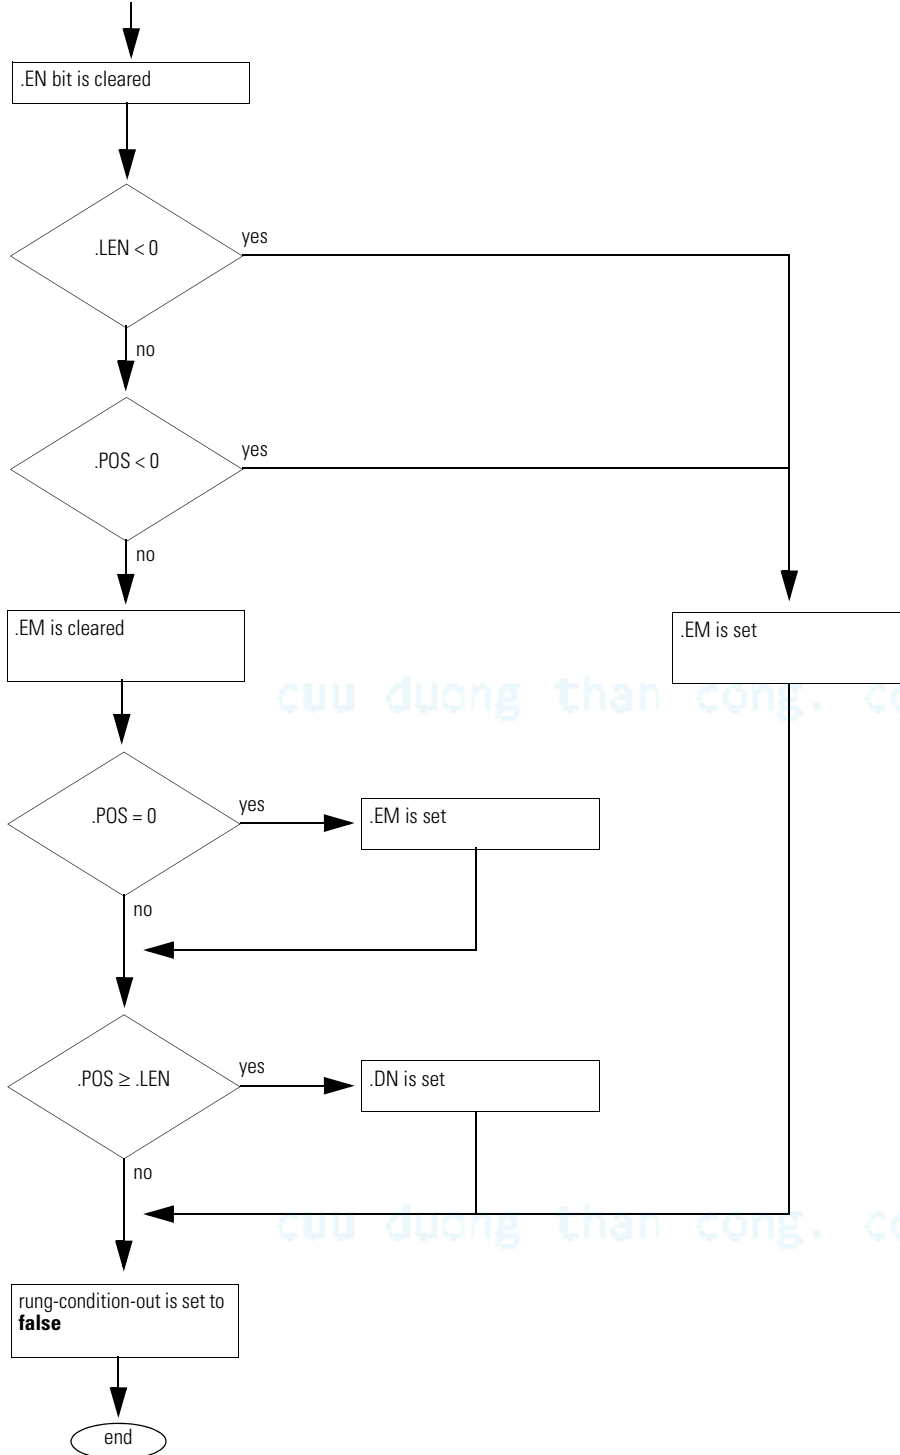 .EN bit is cleared
.LEN < 0
yes
no
.POS < 0
yes
no
.EM is cleared
.EM is set
cuu duong than cong. co
.POS = 0
yes
.EM is set
no
.POS ≥ .LEN
yes
.DN is set
no
cuu duong than cong. co
rung-condition-out is set to
false
end